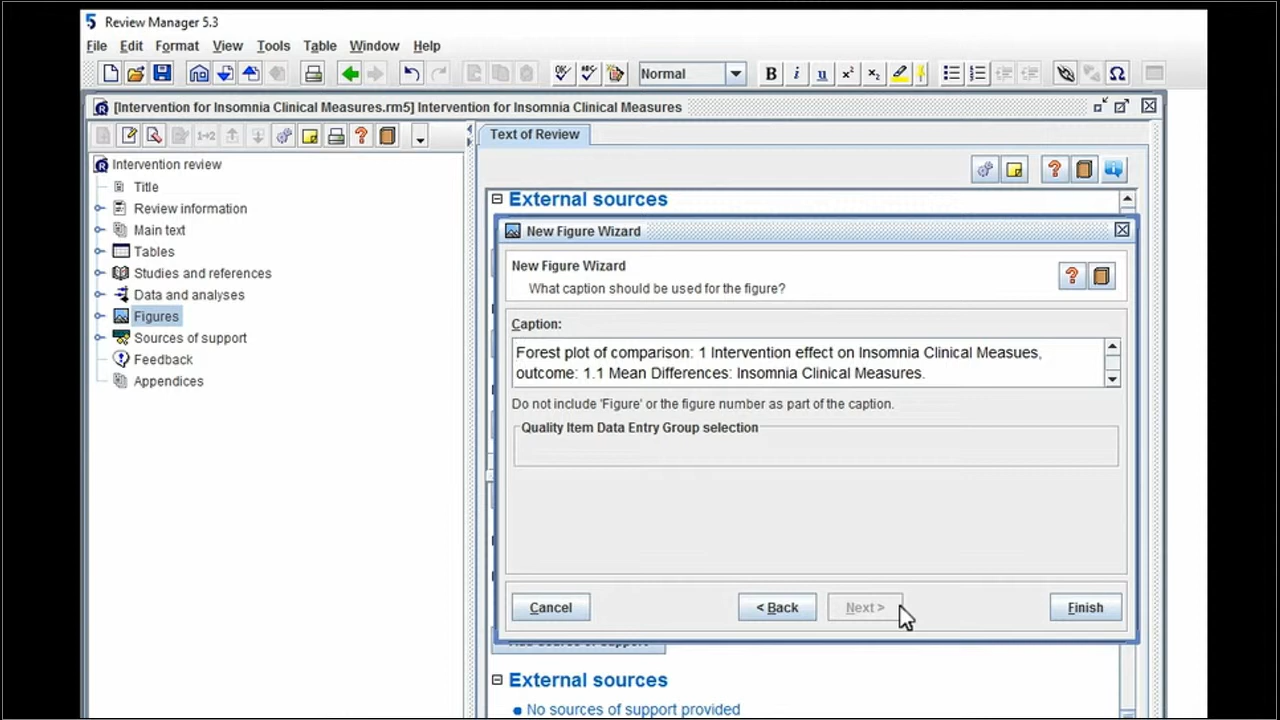 5 Review Manager 5.3
File Edit Format View Tools Table Window Help
Normal B i u x² x₂ Ω
[Intervention for Insomnia Clinical Measures.rm5] Intervention for Insomnia Clinical Measures
1→2 ?
Text of Review
Intervention review
Title
Review information
Main text
Tables
Studies and references
Data and analyses
Figures
Sources of support
Feedback
Appendices
?
External sources
New Figure Wizard
New Figure Wizard
What caption should be used for the figure?
?
Caption:
Forest plot of comparison: 1 Intervention effect on Insomnia Clinical Measues,
outcome: 1.1 Mean Differences: Insomnia Clinical Measures.
Do not include 'Figure' or the figure number as part of the caption.
Quality Item Data Entry Group selection
Cancel < Back Next > Finish
External sources
No sources of support provided